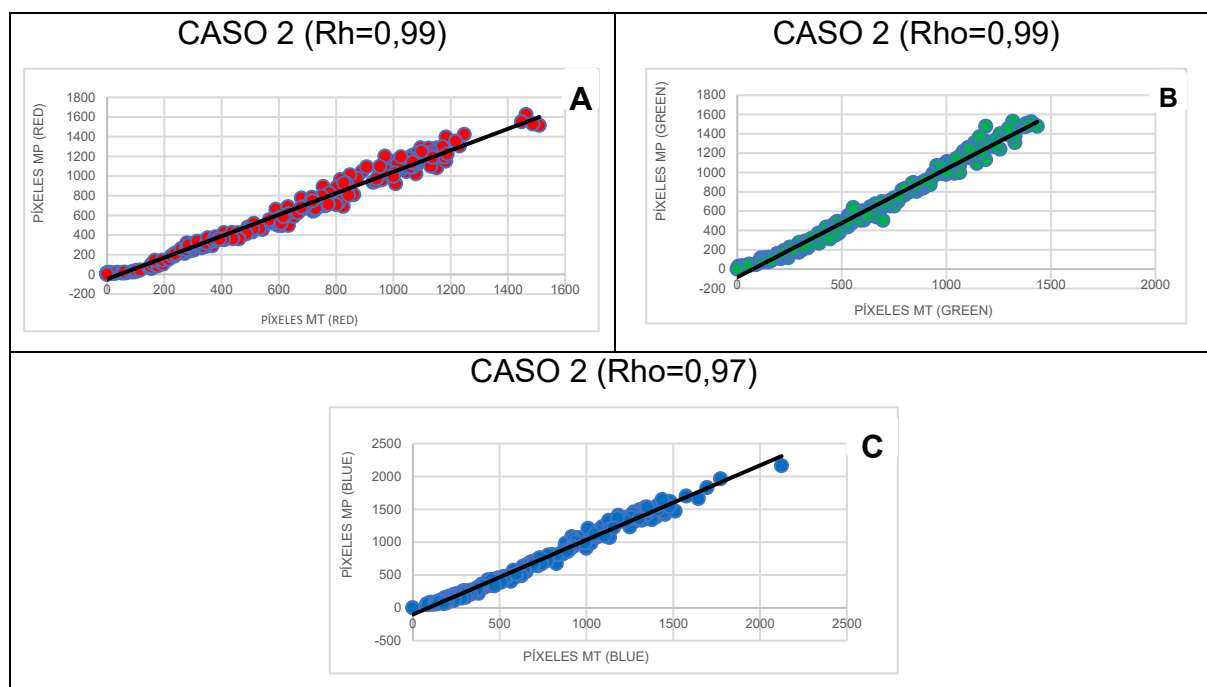 CASO 2 (Rh=0,99)
A
PÍXELES MP (RED)
1800
1600
1400
1200
1000
800
600
400
200
0
-200
0 200 400 600 800 1000 1200 1400 1600
PÍXELES MT (RED)
CASO 2 (Rho=0,99)
B
PÍXELES MP (GREEN)
1800
1600
1400
1200
1000
800
600
400
200
0
-200
0 500 1000 1500 2000
PÍXELES MT (GREEN)
CASO 2 (Rho=0,97)
C
PÍXELES MP (BLUE)
2500
2000
1500
1000
500
0
-500
0 500 1000 1500 2000 2500
PÍXELES MT (BLUE)